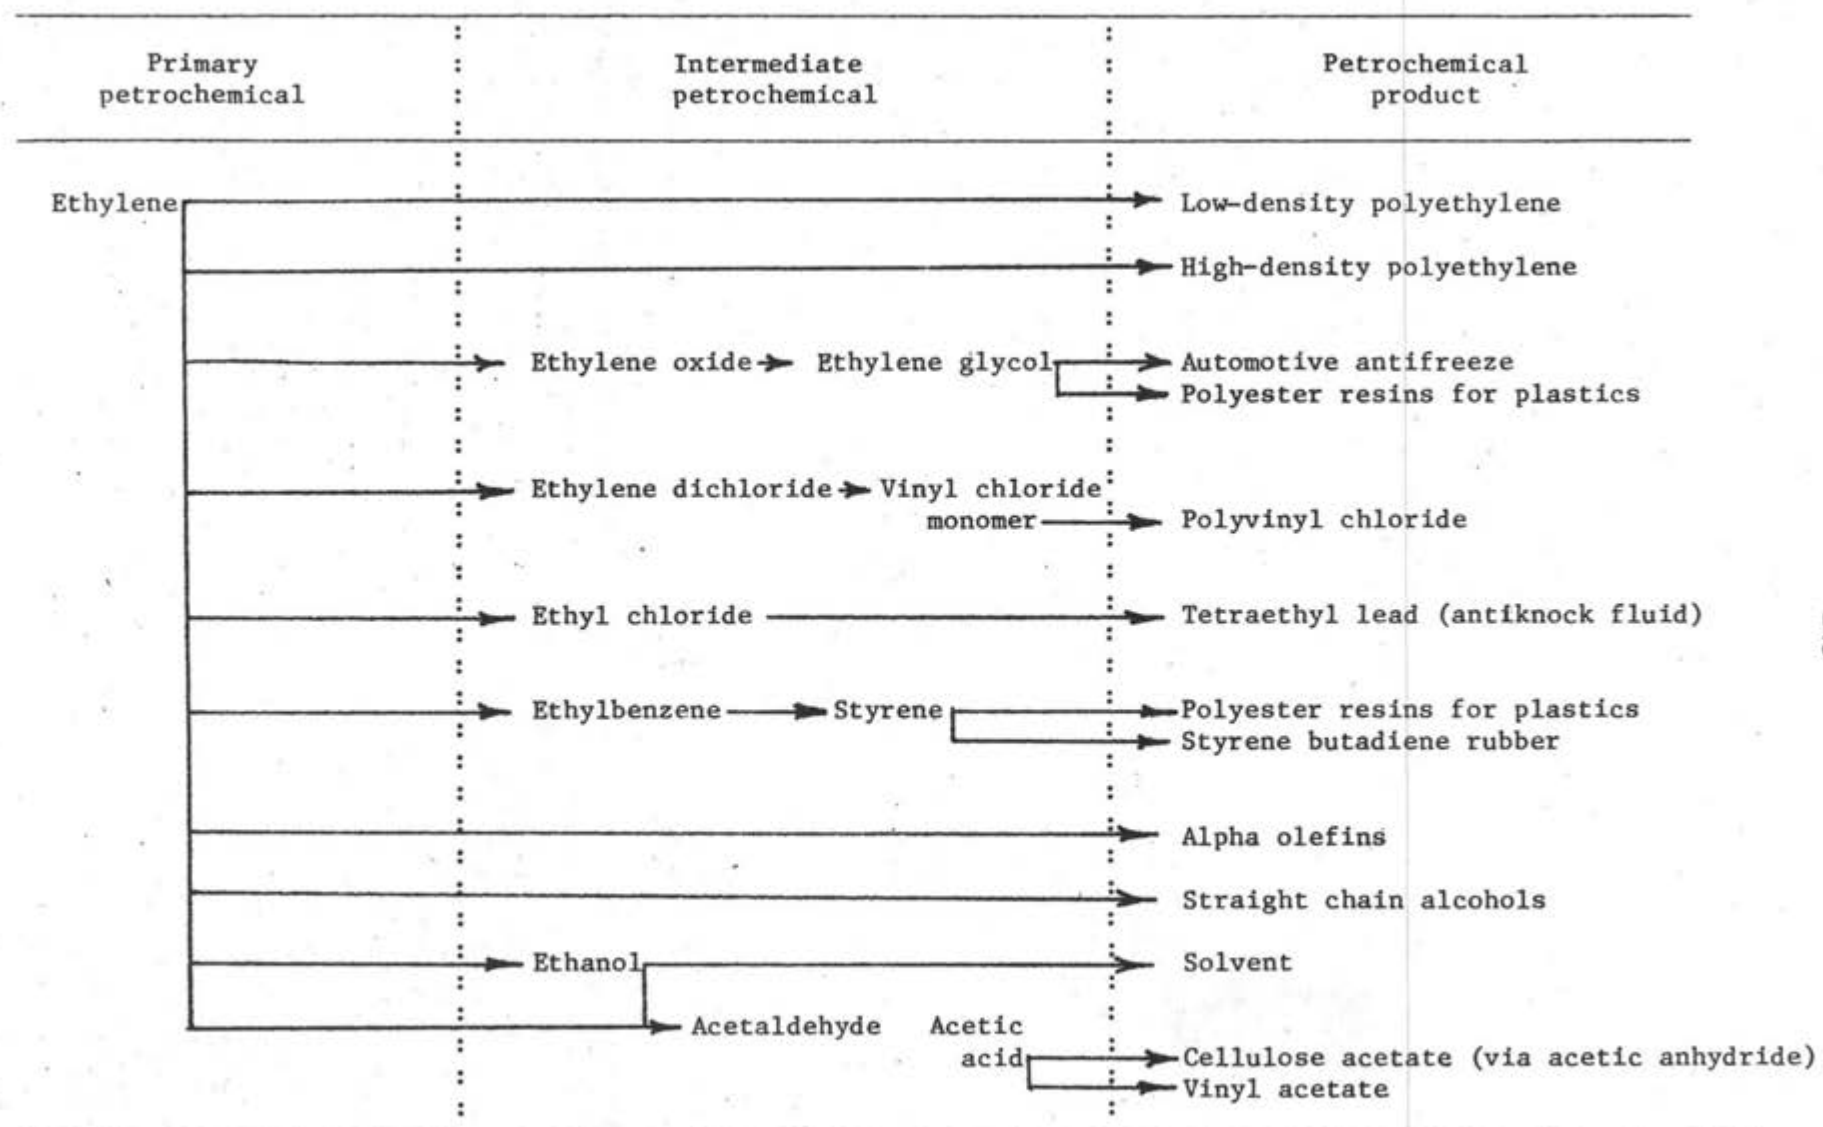 Primary petrochemical
Intermediate petrochemical
Petrochemical product
Ethylene
Low-density polyethylene
High-density polyethylene
Ethylene oxide
Ethylene glycol
Automotive antifreeze
Polyester resins for plastics
Ethylene dichloride
Vinyl chloride monomer
Polyvinyl chloride
Ethyl chloride
Tetraethyl lead (antiknock fluid)
Ethylbenzene
Styrene
Polyester resins for plastics
Styrene butadiene rubber
Alpha olefins
Straight chain alcohols
Ethanol
Solvent
Acetaldehyde
Acetic acid
Cellulose acetate (via acetic anhydride)
Vinyl acetate